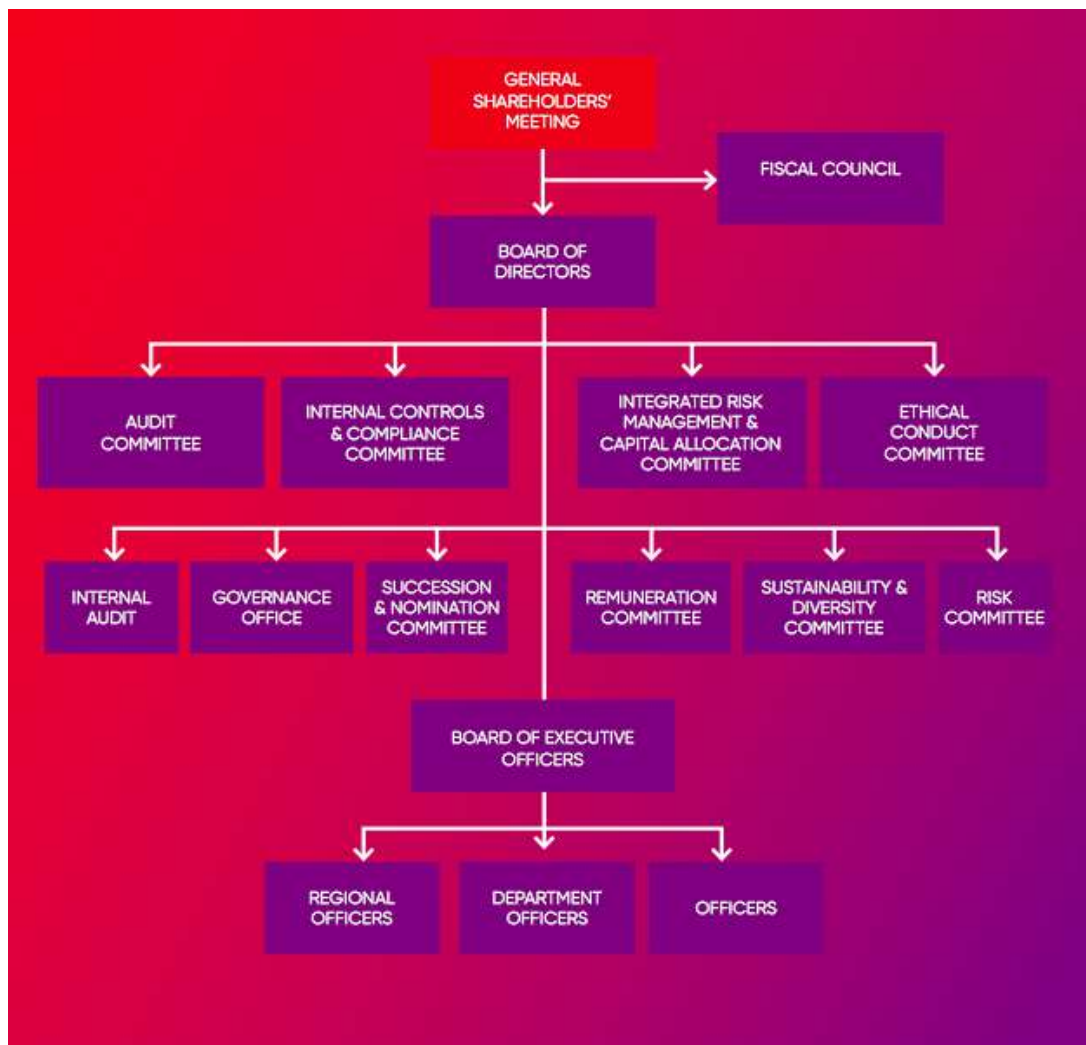 GENERAL
SHAREHOLDERS'
MEETING
FISCAL COUNCIL
BOARD OF
DIRECTORS
AUDIT
COMMITTEE
INTERNAL CONTROLS
& COMPLIANCE
COMMITTEE
INTEGRATED RISK
MANAGEMENT &
CAPITAL ALLOCATION
COMMITTEE
ETHICAL
CONDUCT
COMMITTEE
INTERNAL
AUDIT
GOVERNANCE
OFFICE
SUCCESSION
& NOMINATION
COMMITTEE
REMUNERATION
COMMITTEE
SUSTAINABILITY &
DIVERSITY
COMMITTEE
RISK
COMMITTEE
BOARD OF EXECUTIVE
OFFICERS
REGIONAL
OFFICERS
DEPARTMENT
OFFICERS
OFFICERS